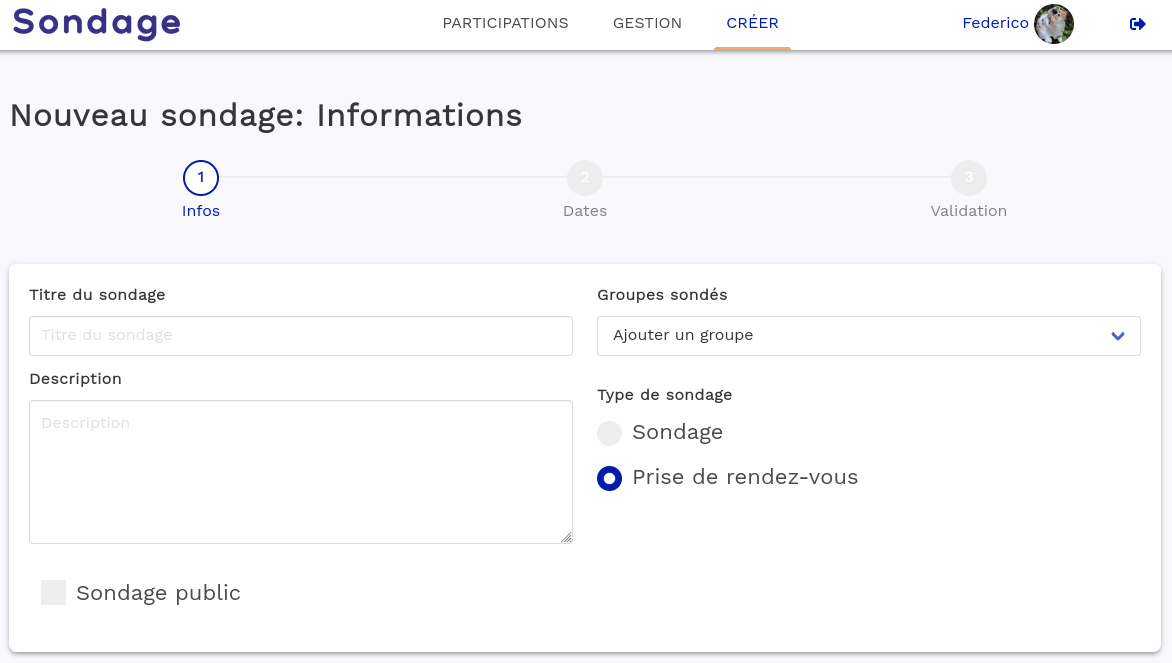 Sondage
PARTICIPATIONS GESTION CRÉER Federico
Nouveau sondage: Informations
1 2 3
Infos Dates Validation
Titre du sondage
Titre du sondage
Description
Description
Sondage public
Groupes sondés
Ajouter un groupe
Type de sondage
Sondage
Prise de rendez-vous